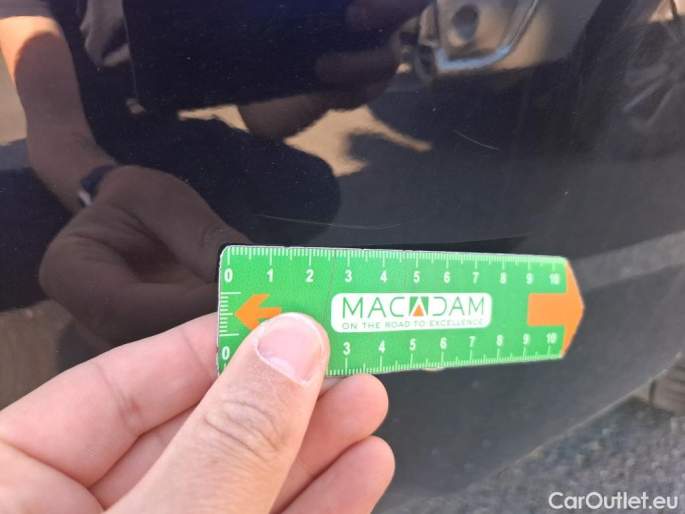 0 1 2 3 4 5 6 7 8 9 10
MACADAM
ON THE ROAD TO EXCELLENCE
0 3 4 5 6 7 8 9 10
CarOutlet.eu